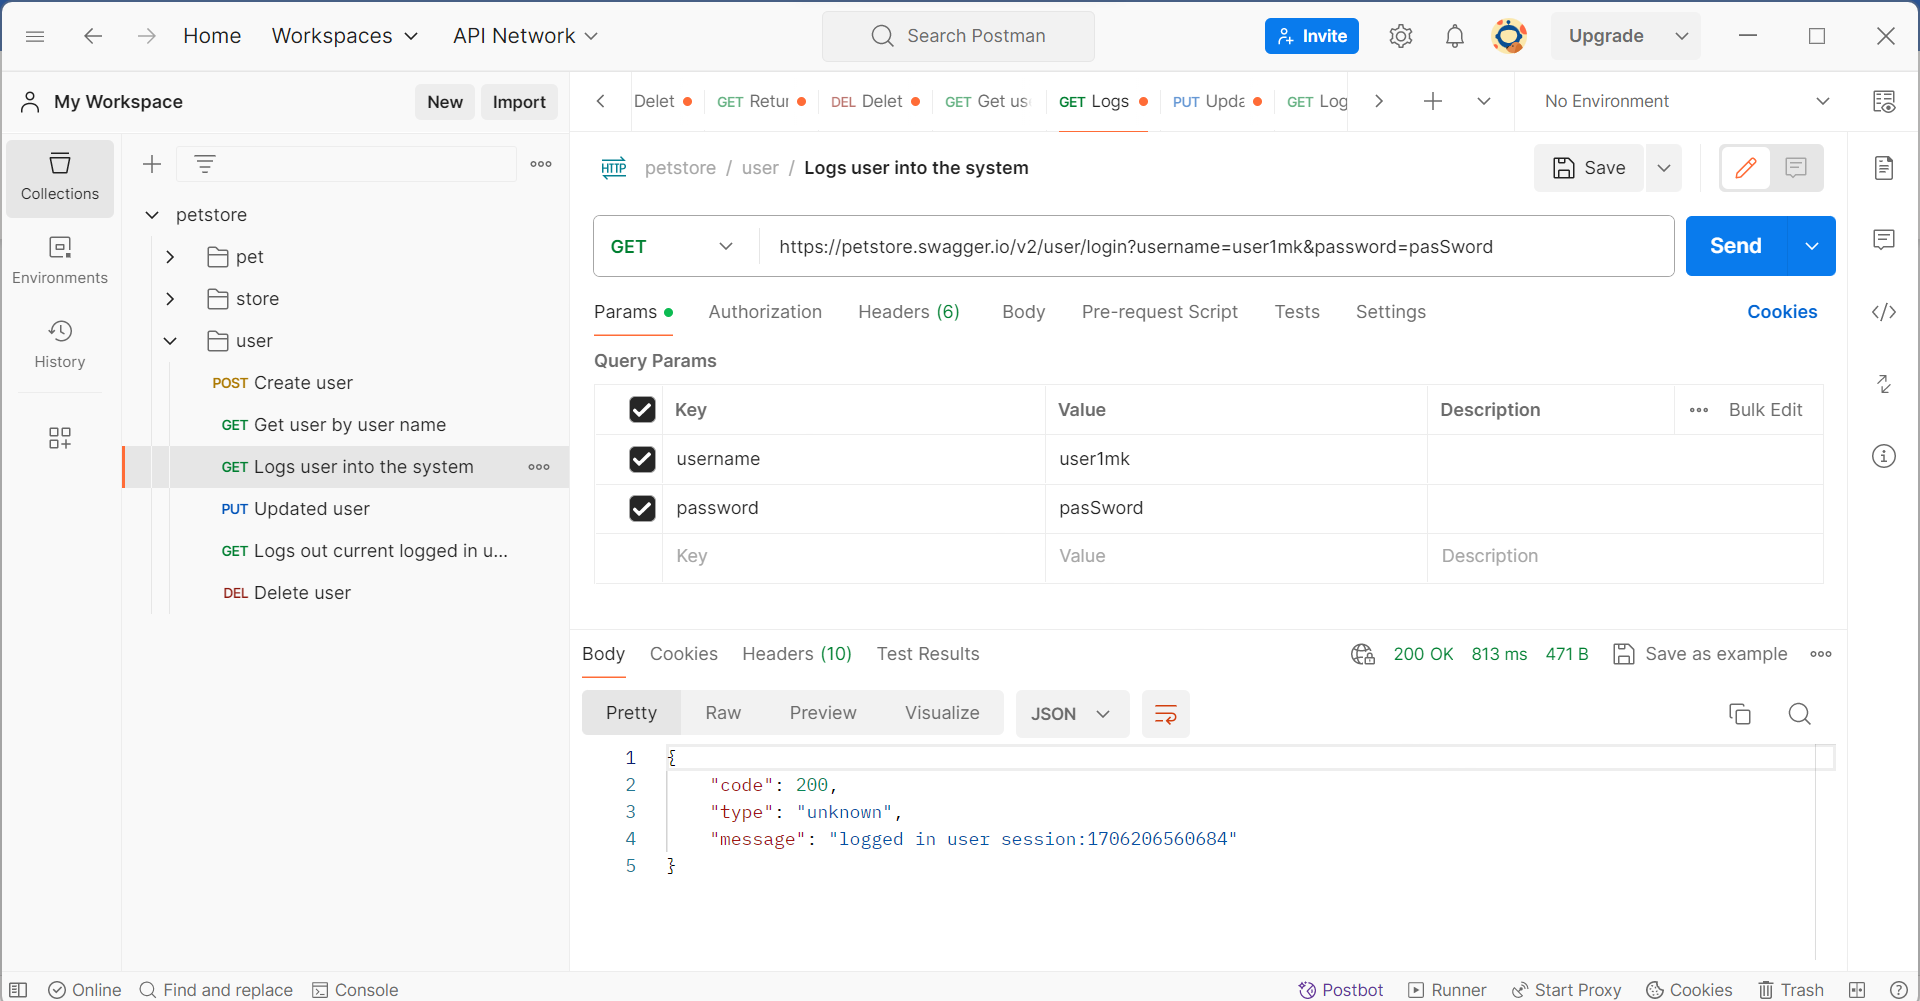 Home Workspaces API Network Search Postman Invite Upgrade
My Workspace New Import
Delet GET Retur DEL Delet GET Get us GET Logs PUT Upda GET Log No Environment
Collections
Environments
History
petstore
pet
store
user
POST Create user
GET Get user by user name
GET Logs user into the system
PUT Updated user
GET Logs out current logged in u...
DEL Delete user
HTTP petstore / user / Logs user into the system Save
GET https://petstore.swagger.io/v2/user/login?username=user1mk&password=pasSword Send
Params Authorization Headers (6) Body Pre-request Script Tests Settings Cookies
Query Params
Key Value Description Bulk Edit
username user1mk
password pasSword
Key Value Description
Body Cookies Headers (10) Test Results 200 OK 813 ms 471 B Save as example
Pretty Raw Preview Visualize JSON
1 {
2 "code": 200,
3 "type": "unknown",
4 "message": "logged in user session:1706206560684"
5 }
Online Find and replace Console Postbot Runner Start Proxy Cookies Trash